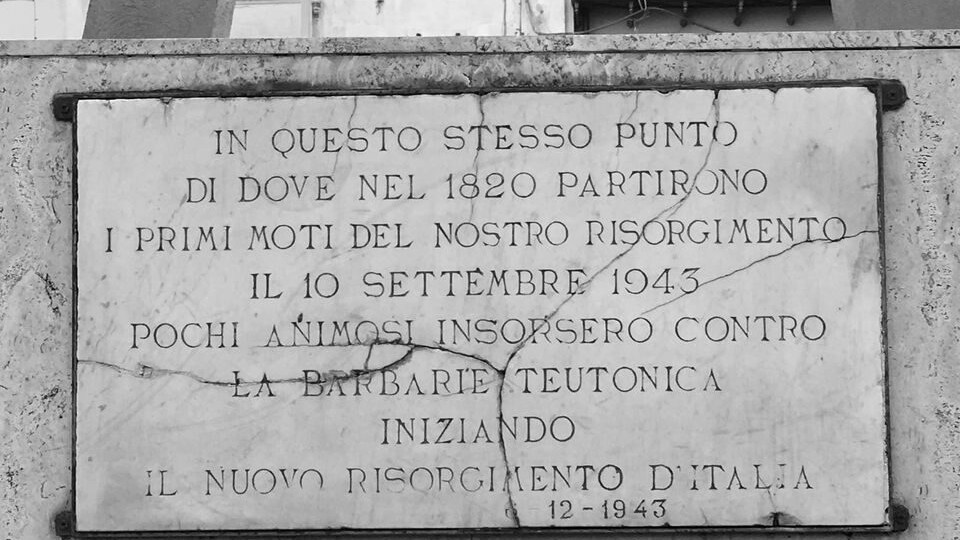 IN QUESTO STESSO PUNTO
DI DOVE NEL 1820 PARTIRONO
I PRIMI MOTI DEL NOSTRO RISORGIMENTO
IL 10 SETTEMBRE 1943
POCHI ANIMOSI INSORSERO CONTRO
LA BARBARIE TEUTONICA
INIZIANDO
IL NUOVO RISORGIMENTO D'ITALIA
12-1943